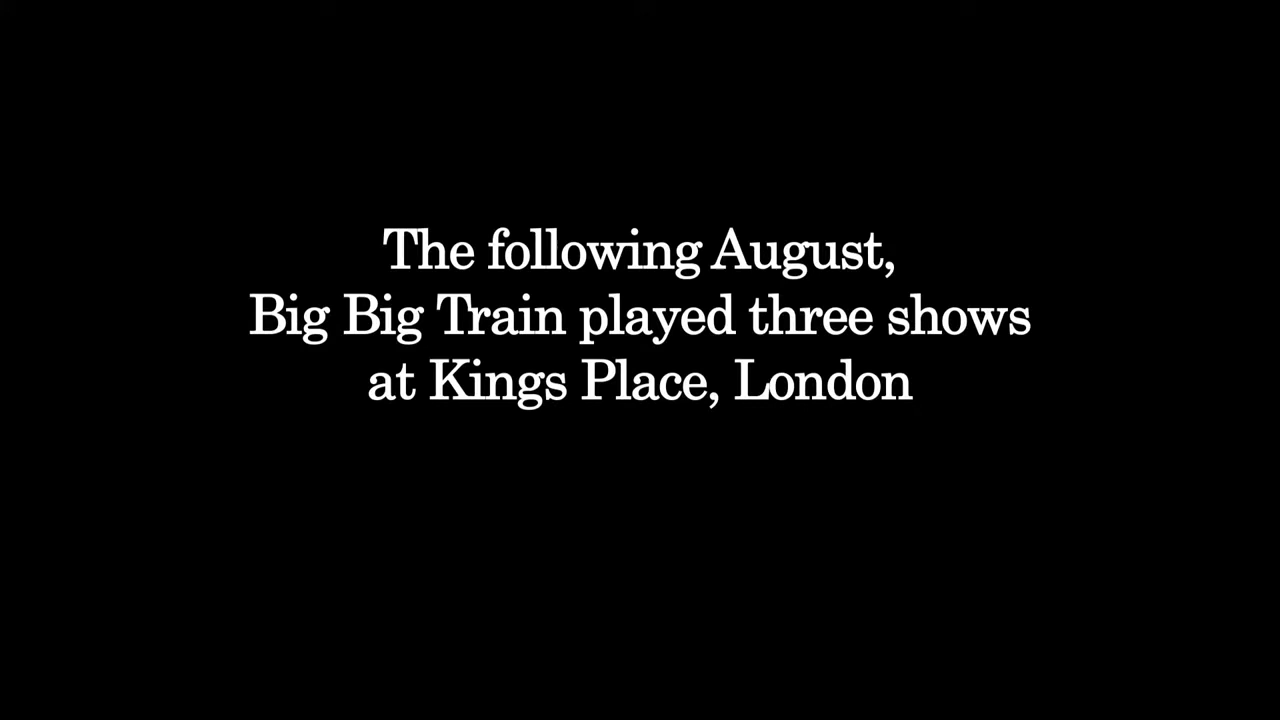 The following August,
Big Big Train played three shows
at Kings Place, London